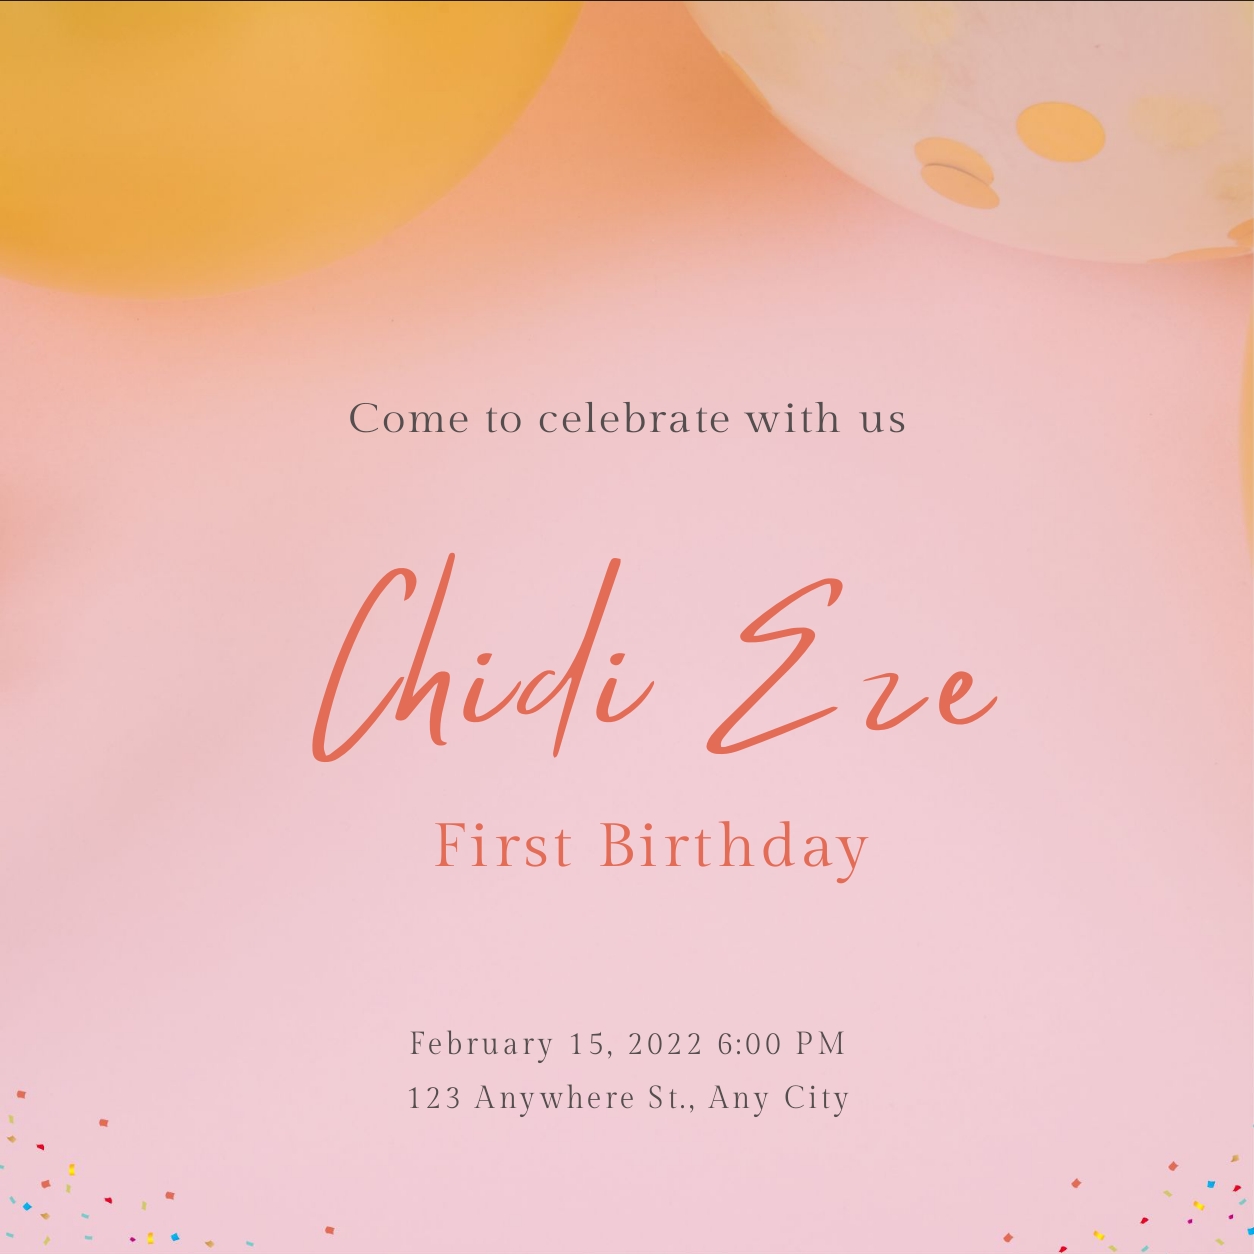 Come to celebrate with us
Chidi Eze
First Birthday
February 15, 2022 6:00 PM
123 Anywhere St., Any City